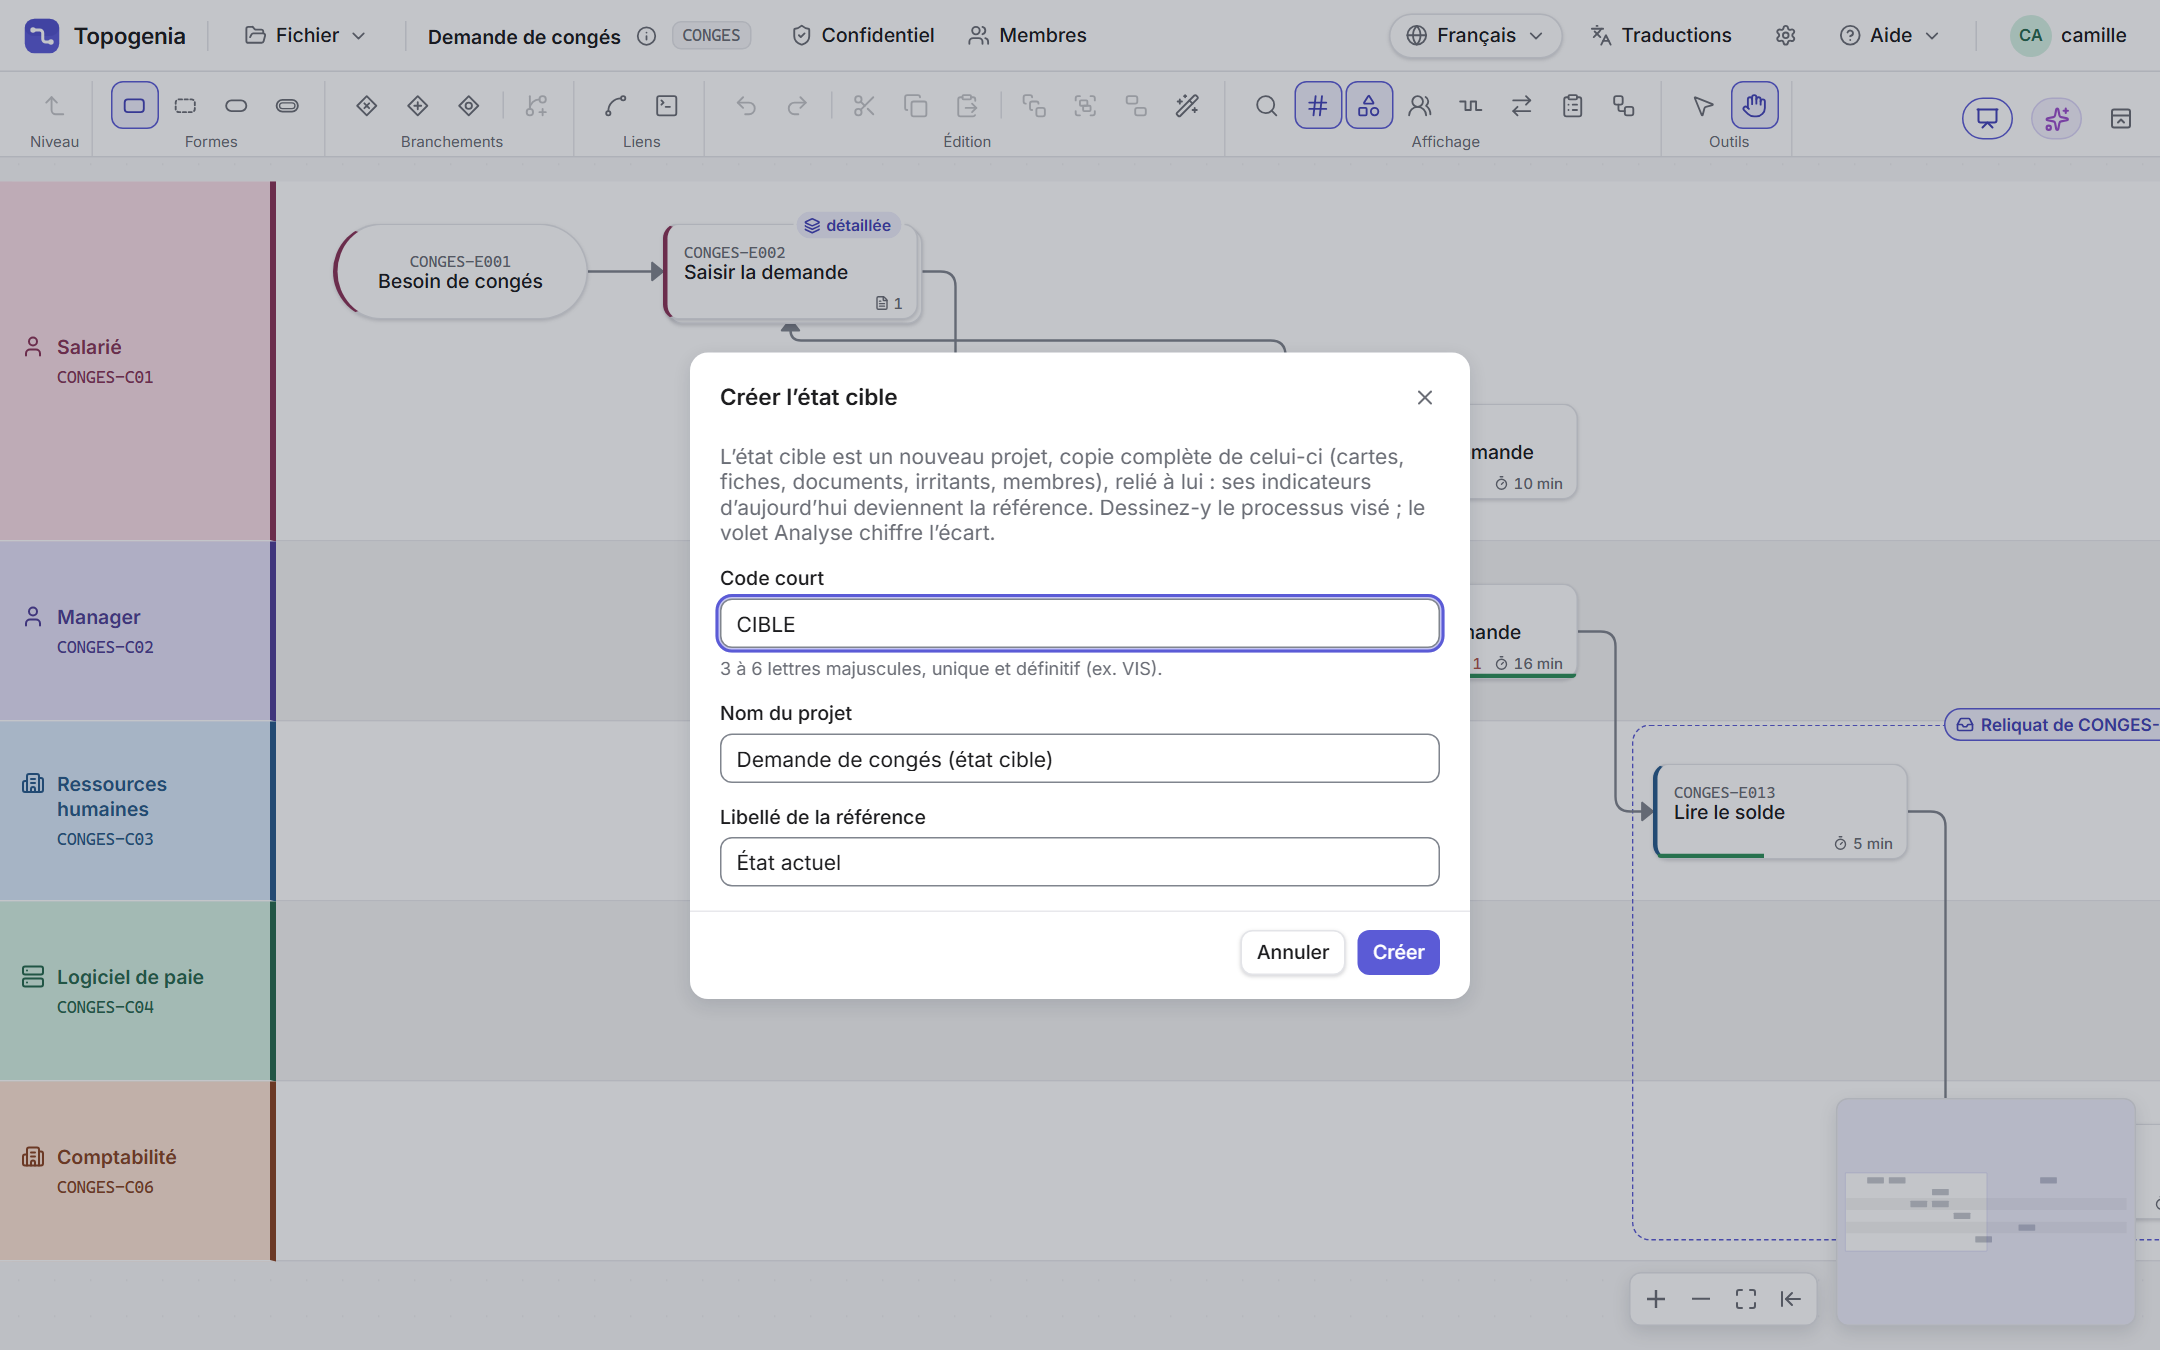 Topogenia
Fichier
Demande de congés
CONGES
Confidentiel
Membres
Français
Traductions
Aide
CA
camille
Niveau
Formes
Branchements
Liens
Édition
Affichage
Outils
détaillée
CONGES-E001
Besoin de congés
CONGES-E002
Saisir la demande
1
Salarié
CONGES-C01
mande
10 min
Manager
CONGES-C02
1
16 min
Ressources
humaines
CONGES-C03
Reliquat de CONGES-
CONGES-E013
Lire le solde
5 min
Logiciel de paie
CONGES-C04
Comptabilité
CONGES-C06
Créer l’état cible
L’état cible est un nouveau projet, copie complète de celui-ci (cartes,
fiches, documents, irritants, membres), relié à lui : ses indicateurs
d’aujourd’hui deviennent la référence. Dessinez-y le processus visé ; le
volet Analyse chiffre l’écart.
Code court
CIBLE
3 à 6 lettres majuscules, unique et définitif (ex. VIS).
Nom du projet
Demande de congés (état cible)
Libellé de la référence
État actuel
Annuler
Créer